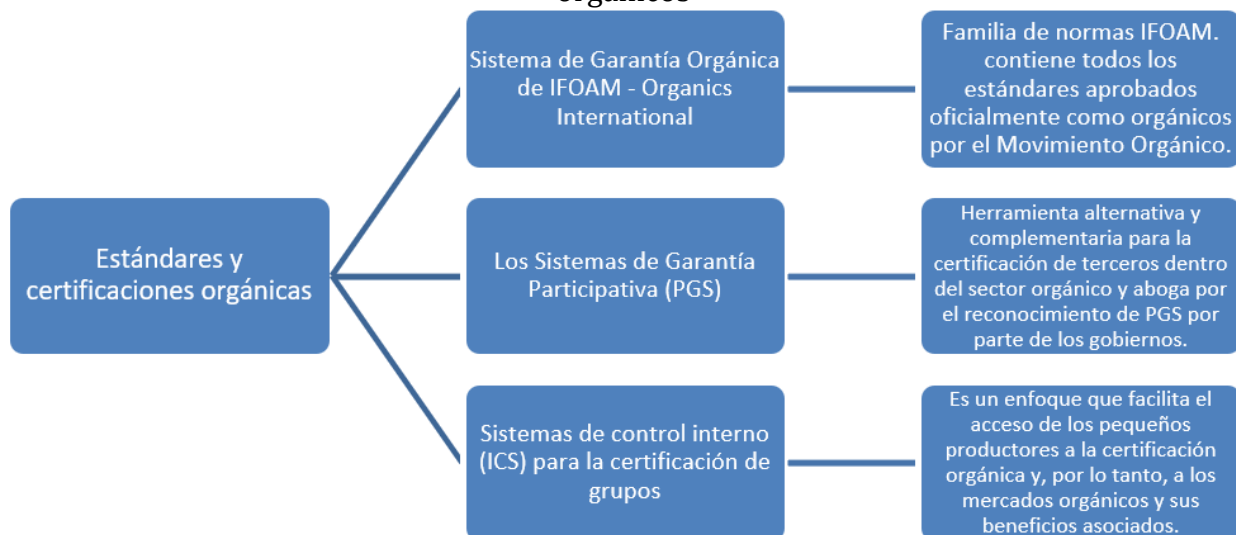 Estándares y
certificaciones orgánicas
Sistema de Garantía Orgánica
de IFOAM - Organics
International
Familia de normas IFOAM.
contiene todos los
estándares aprobados
oficialmente como orgánicos
por el Movimiento Orgánico.
Los Sistemas de Garantía
Participativa (PGS)
Herramienta alternativa y
complementaria para la
certificación de terceros dentro
del sector orgánico y aboga por
el reconocimiento de PGS por
parte de los gobiernos.
Sistemas de control interno
(ICS) para la certificación de
grupos
Es un enfoque que facilita el
acceso de los pequeños
productores a la certificación
orgánica y, por lo tanto, a los
mercados orgánicos y sus
beneficios asociados.